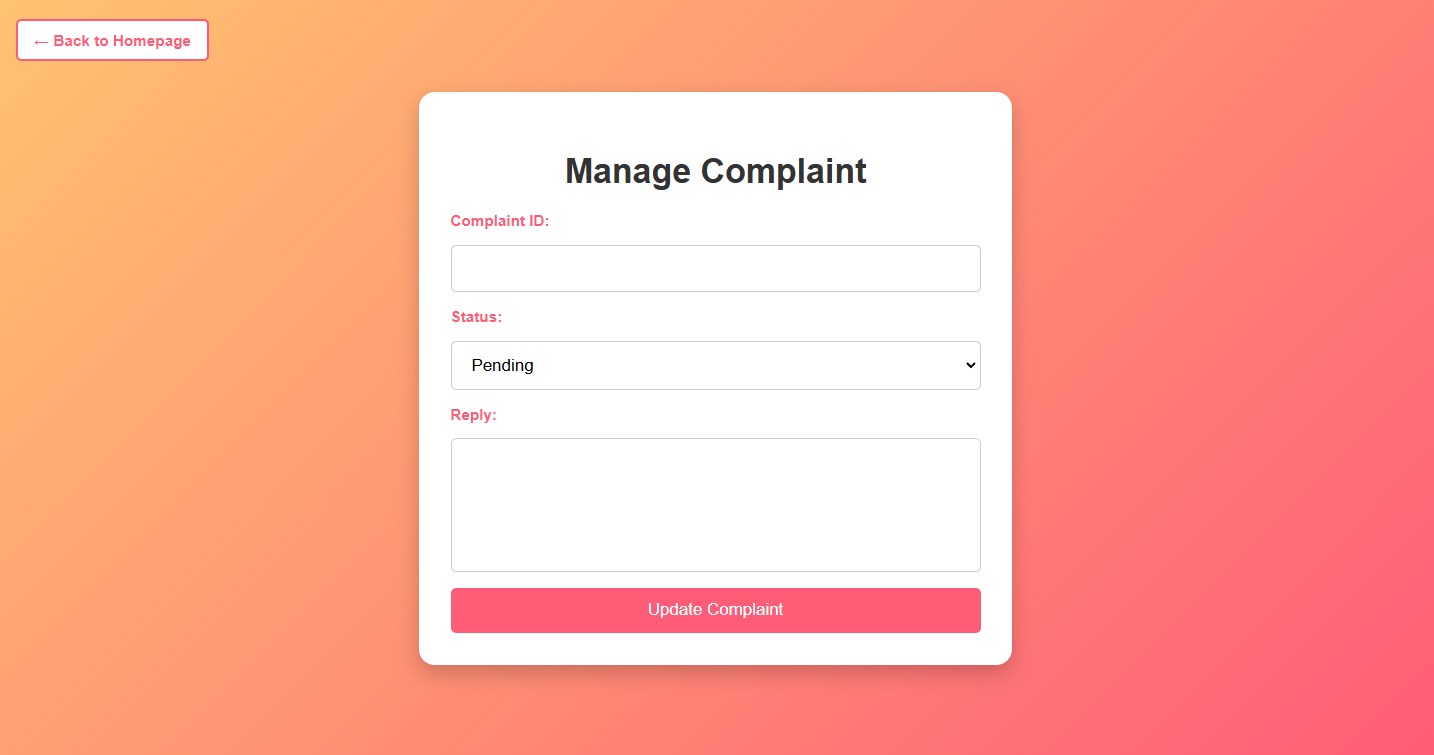 ← Back to Homepage
Manage Complaint
Complaint ID:
Status:
Pending
Reply:
Update Complaint